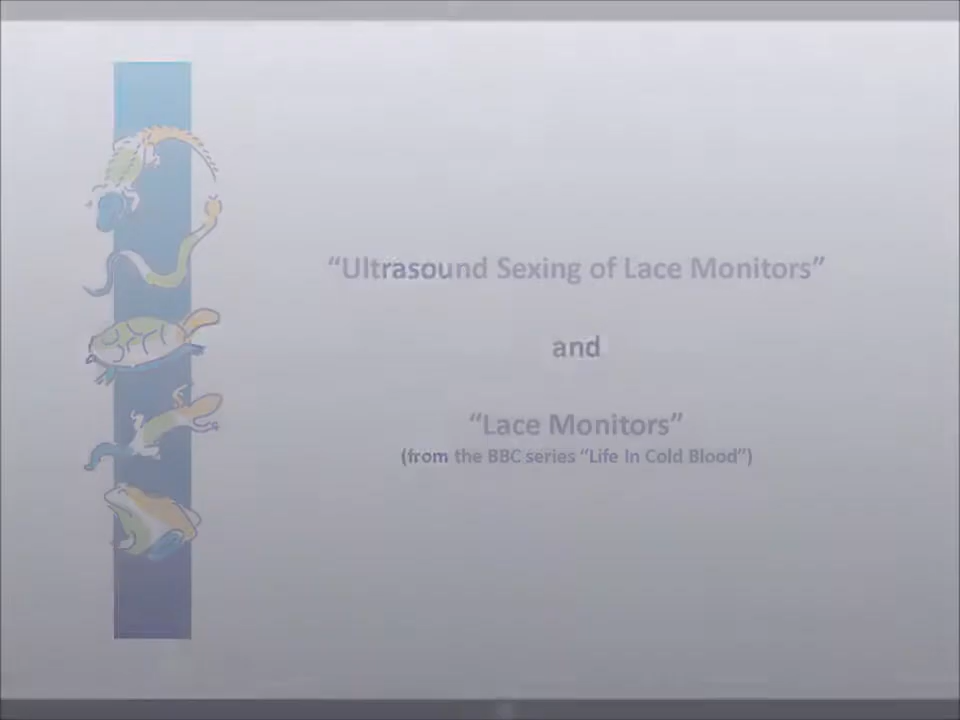 “Ultrasound Sexing of Lace Monitors”
and
“Lace Monitors”
(from the BBC series “Life In Cold Blood”)